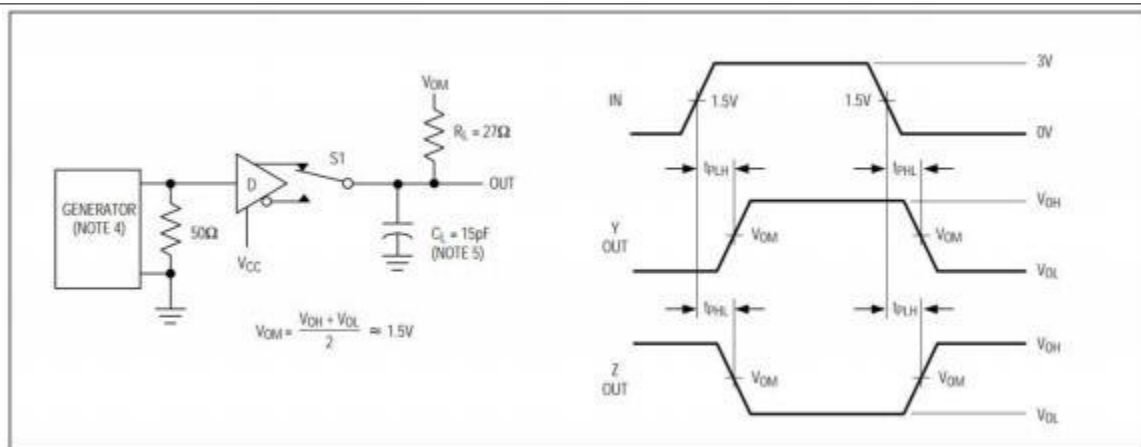 GENERATOR
(NOTE 4)
50Ω
D
VCC
S1
VOM
RL = 27Ω
OUT
CL = 15pF
(NOTE 5)
VOM = VOH + VOL / 2 ≈ 1.5V
IN
1.5V
1.5V
3V
0V
tPLH
tPHL
Y
OUT
VOM
VOM
VOH
VOL
tPHL
tPLH
Z
OUT
VOM
VOM
VOH
VOL